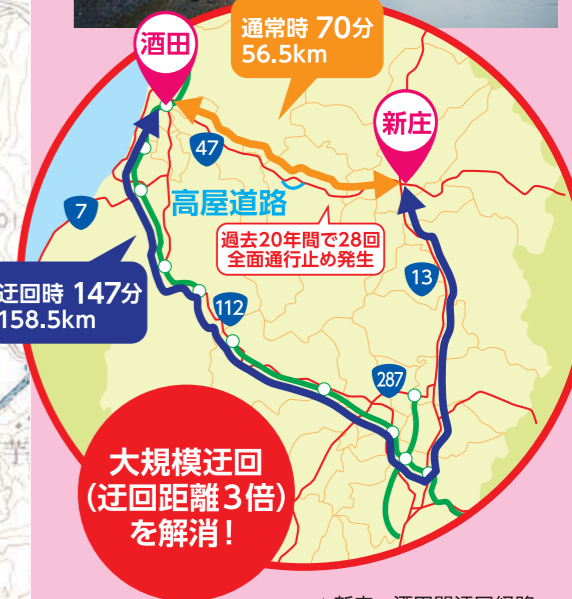 酒田
通常時 70分
56.5km
新庄
47
高屋道路
7
過去20年間で28回
全面通行止め発生
13
迂回時 147分
158.5km
112
287
大規模迂回
(迂回距離3倍)
を解消!